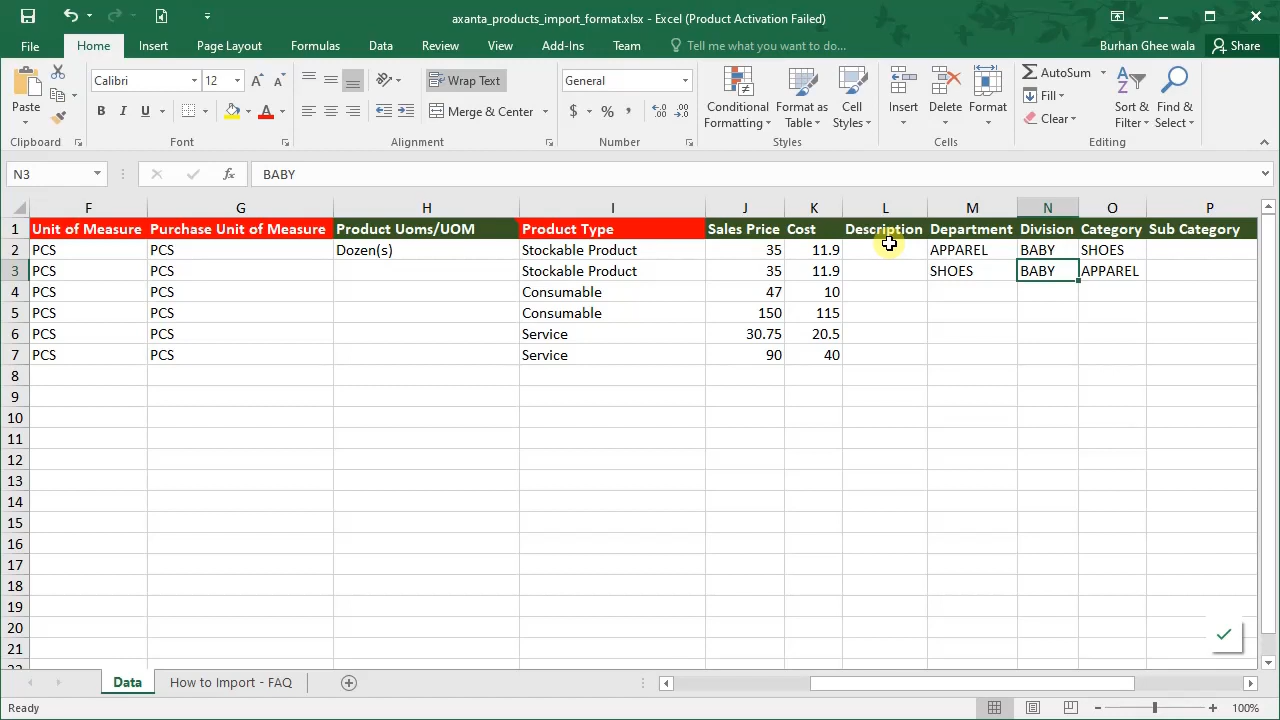 axanta_products_import_format.xlsx - Excel (Product Activation Failed)
File Home Insert Page Layout Formulas Data Review View Add-Ins Team Tell me what you want to do... Burhan Ghee wala Share
Calibri 12 Wrap Text General AutoSum
Paste B I U Merge & Center $ % Conditional Formatting Format as Table Cell Styles Insert Delete Format Fill Clear Sort & Filter Find & Select
Clipboard Font Alignment Number Styles Cells Editing
N3 fx BABY
F G H I J K L M N O P
1 Unit of Measure Purchase Unit of Measure Product Uoms/UOM Product Type Sales Price Cost Description Department Division Category Sub Category
2 PCS PCS Dozen(s) Stockable Product 35 11.9 APPAREL BABY SHOES
3 PCS PCS Stockable Product 35 11.9 SHOES BABY APPAREL
4 PCS PCS Consumable 47 10
5 PCS PCS Consumable 150 115
6 PCS PCS Service 30.75 20.5
7 PCS PCS Service 90 40
8
9
10
11
12
13
14
15
16
17
18
19
20
21
Data How to Import - FAQ
Ready 100%